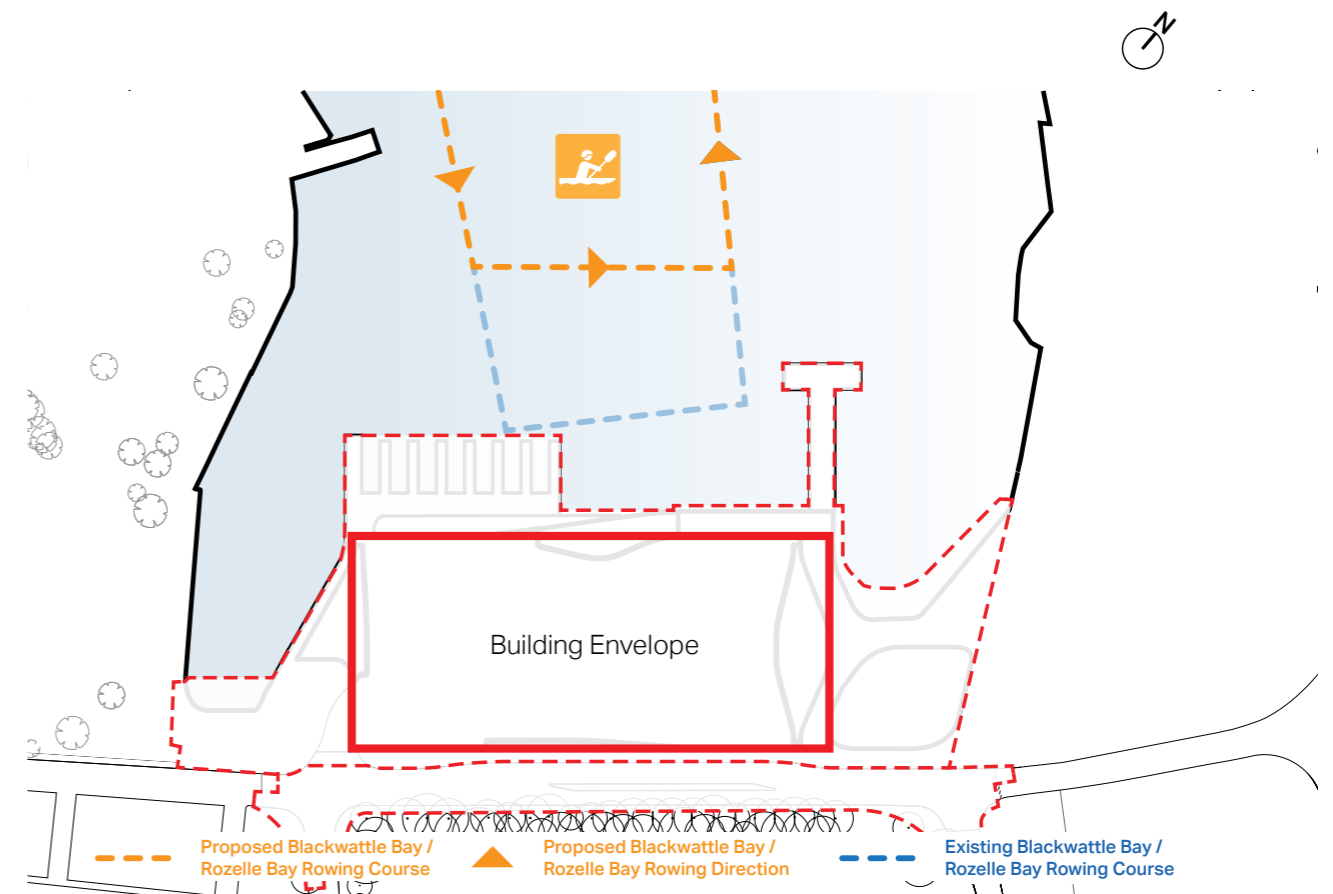 N
Building Envelope
Proposed Blackwattle Bay /
Rozelle Bay Rowing Course
Proposed Blackwattle Bay /
Rozelle Bay Rowing Direction
Existing Blackwattle Bay /
Rozelle Bay Rowing Course